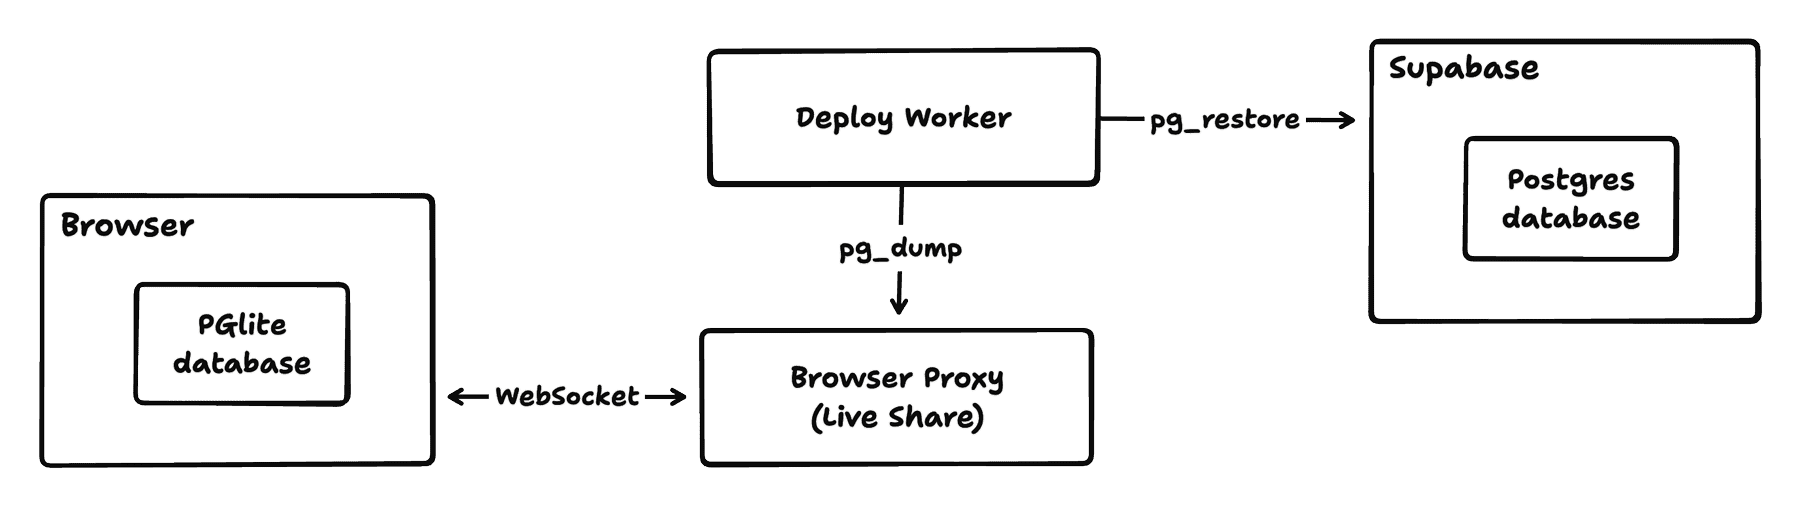 Supabase
Deploy Worker
pg_restore
Postgres
database
Browser
pg_dump
PGlite
database
WebSocket
Browser Proxy
(Live Share)